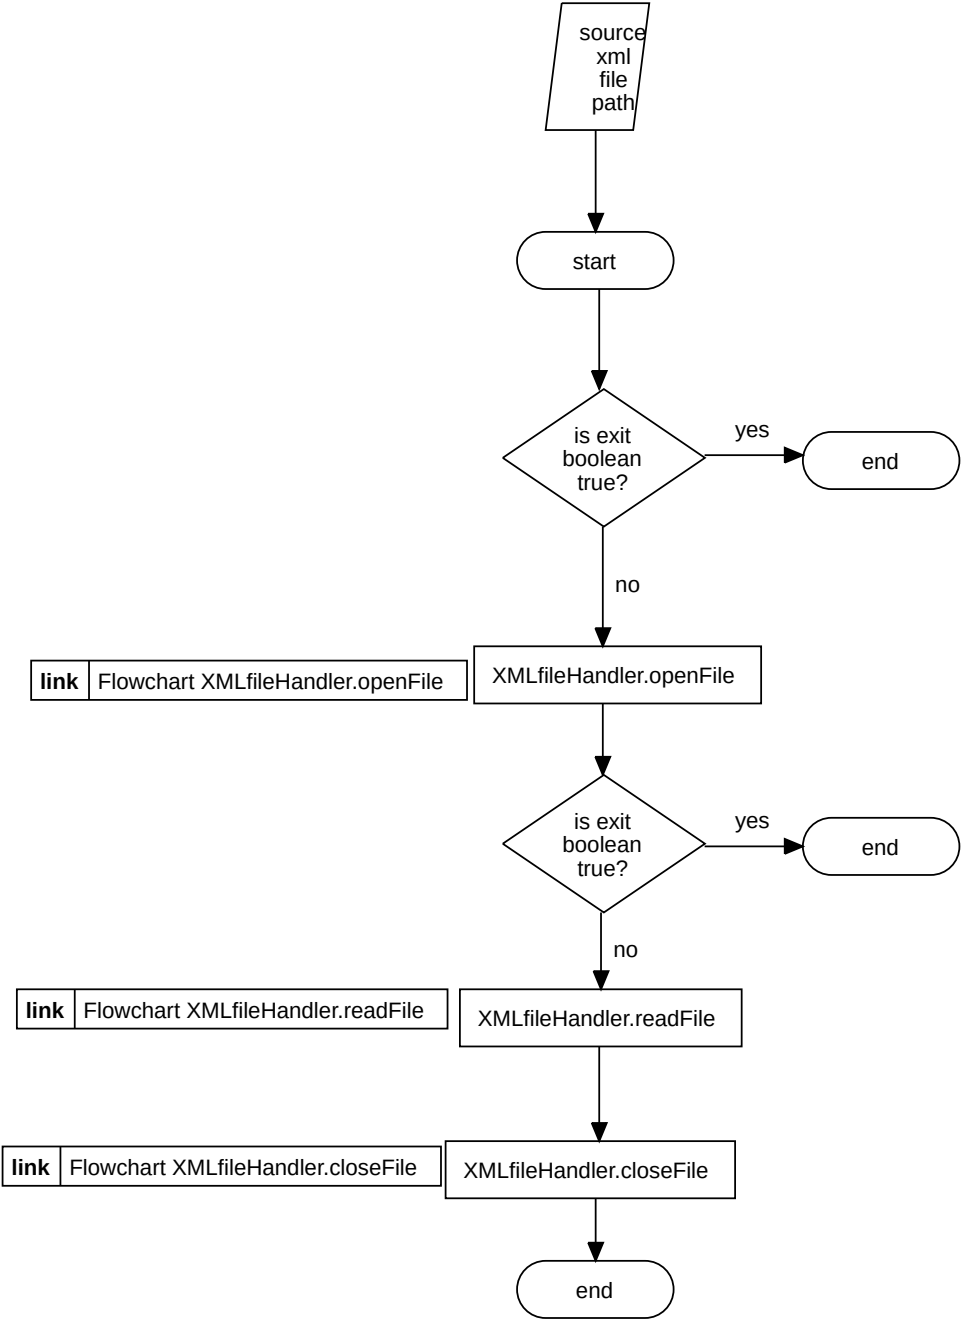 source
xml
file
path
start
is exit
boolean
true?
yes
end
no
link Flowchart XMLfileHandler.openFile
XMLfileHandler.openFile
is exit
boolean
true?
yes
end
no
link Flowchart XMLfileHandler.readFile
XMLfileHandler.readFile
link Flowchart XMLfileHandler.closeFile
XMLfileHandler.closeFile
end